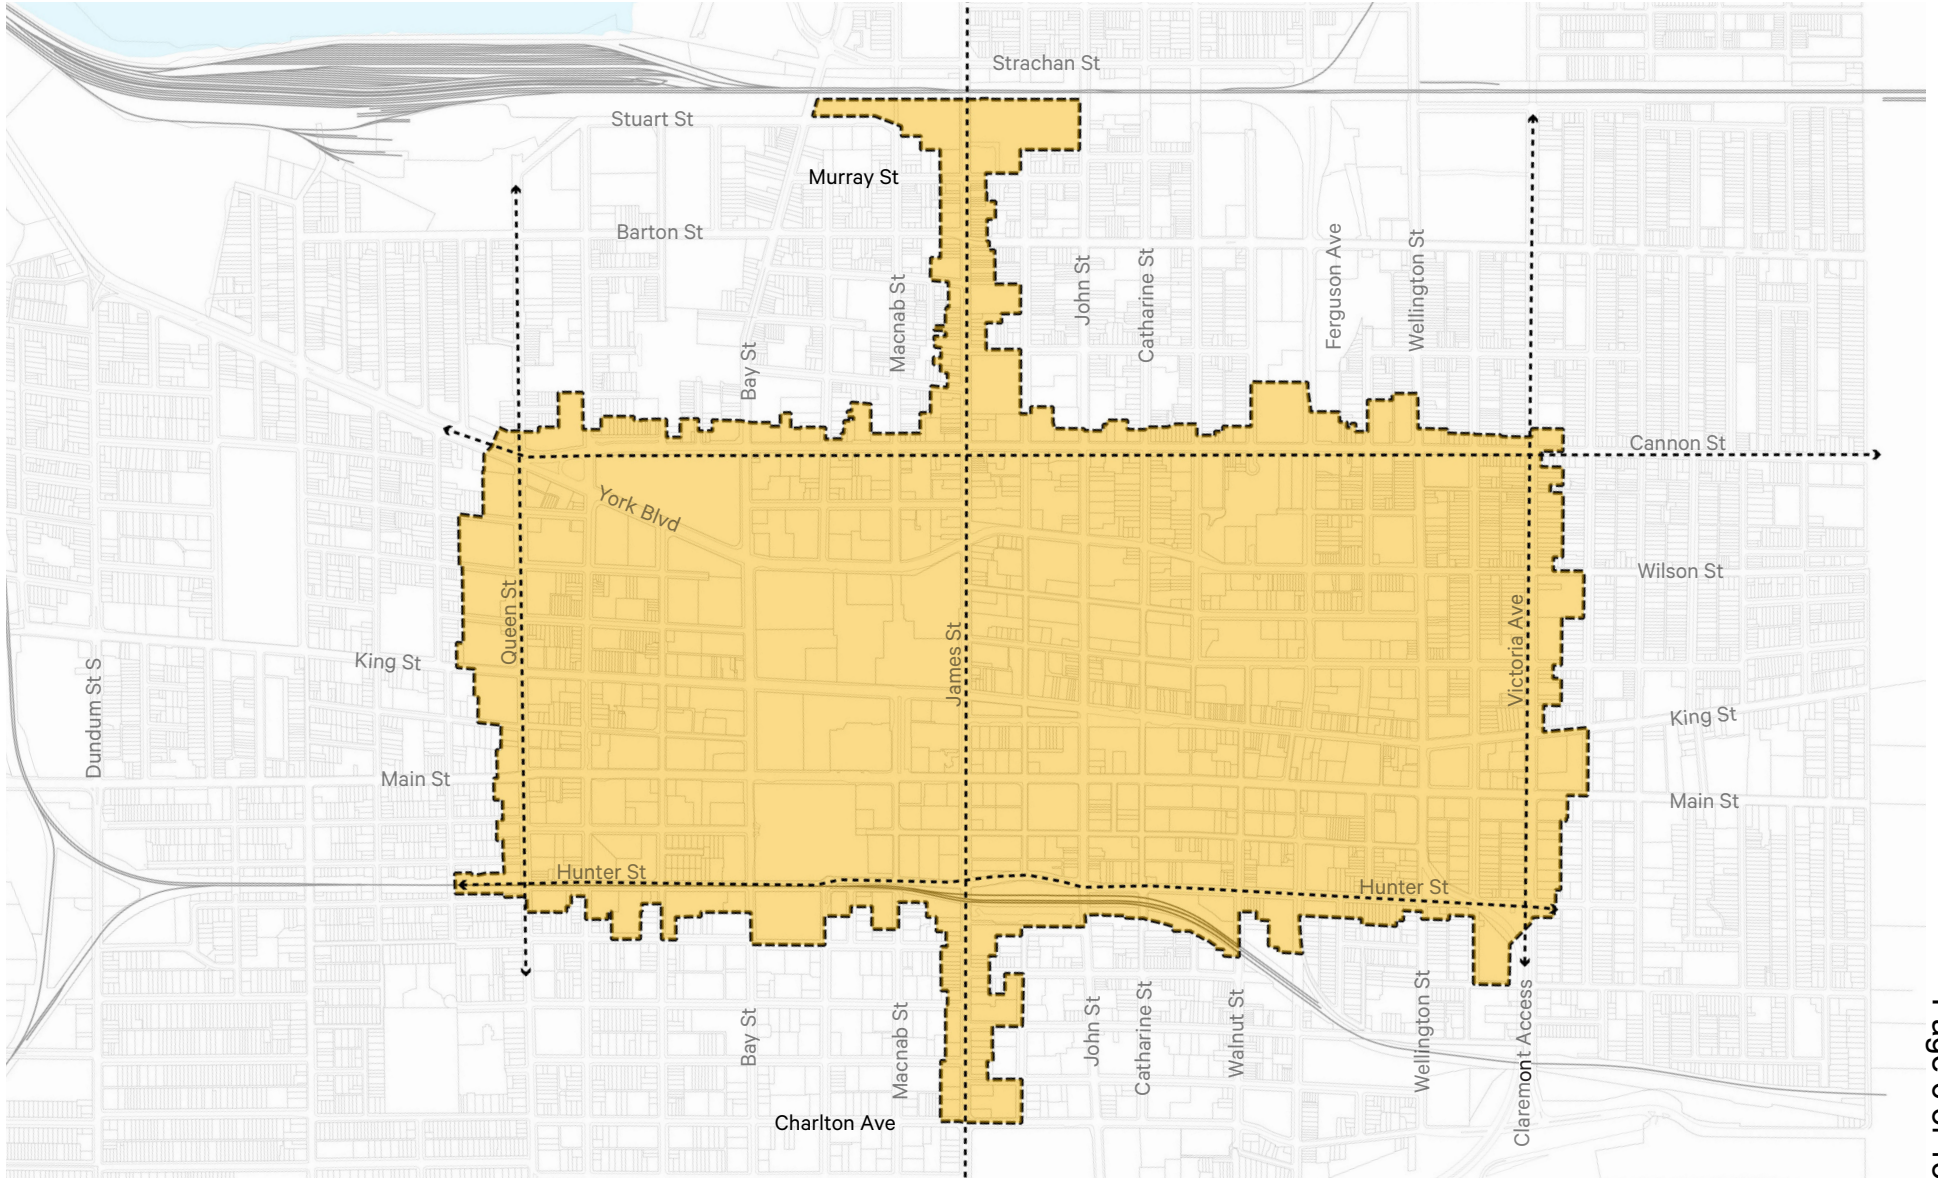 Strachan St
Stuart St
Murray St
Barton St
Bay St
Macnab St
John St
Catharine St
Ferguson Ave
Wellington St
Cannon St
York Blvd
Wilson St
Queen St
James St
Victoria Ave
King St
Dundurn St S
King St
Main St
Main St
Hunter St
Hunter St
Bay St
Macnab St
John St
Catharine St
Walnut St
Wellington St
Claremont Access
Charlton Ave